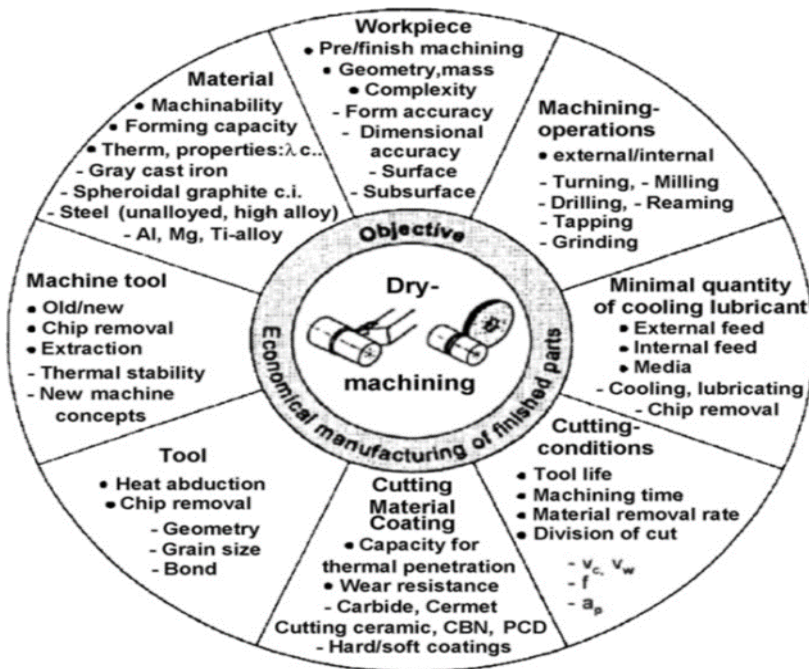 Workpiece
• Pre/finish machining
• Geometry,mass
• Complexity
- Form accuracy
- Dimensional
accuracy
- Surface
- Subsurface
Machining-
operations
• external/internal
- Turning, - Milling
- Drilling, - Reaming
- Tapping
- Grinding
Minimal quantity
of cooling lubricant
• External feed
• Internal feed
• Media
- Cooling, lubricating
- Chip removal
Cutting-
conditions
• Tool life
• Machining time
• Material removal rate
• Division of cut
- vc, vw
- f
- ap
Cutting
Material
Coating
• Capacity for
thermal penetration
• Wear resistance
- Carbide, Cermet
Cutting ceramic, CBN, PCD
- Hard/soft coatings
Tool
• Heat abduction
• Chip removal
- Geometry
- Grain size
- Bond
Machine tool
• Old/new
• Chip removal
• Extraction
- Thermal stability
- New machine
concepts
Material
• Machinability
• Forming capacity
• Therm, properties:λ c..
- Gray cast iron
- Spheroidal graphite c.i.
- Steel (unalloyed, high alloy)
- Al, Mg, Ti-alloy
Objective
Economical manufacturing of finished parts
Dry-
machining